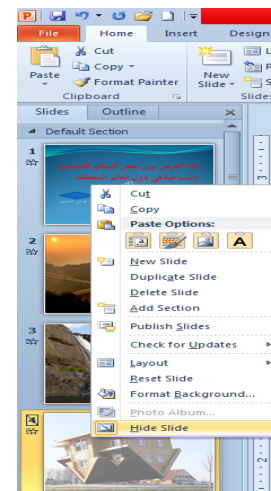 File Home Insert Design
Cut
Copy
Format Painter
Paste
New
Slide
Clipboard
Slides
Slides Outline
Default Section
1
2
3
Cut
Copy
Paste Options:
A
New Slide
Duplicate Slide
Delete Slide
Add Section
Publish Slides
Check for Updates
Layout
Reset Slide
Format Background...
Photo Album...
Hide Slide